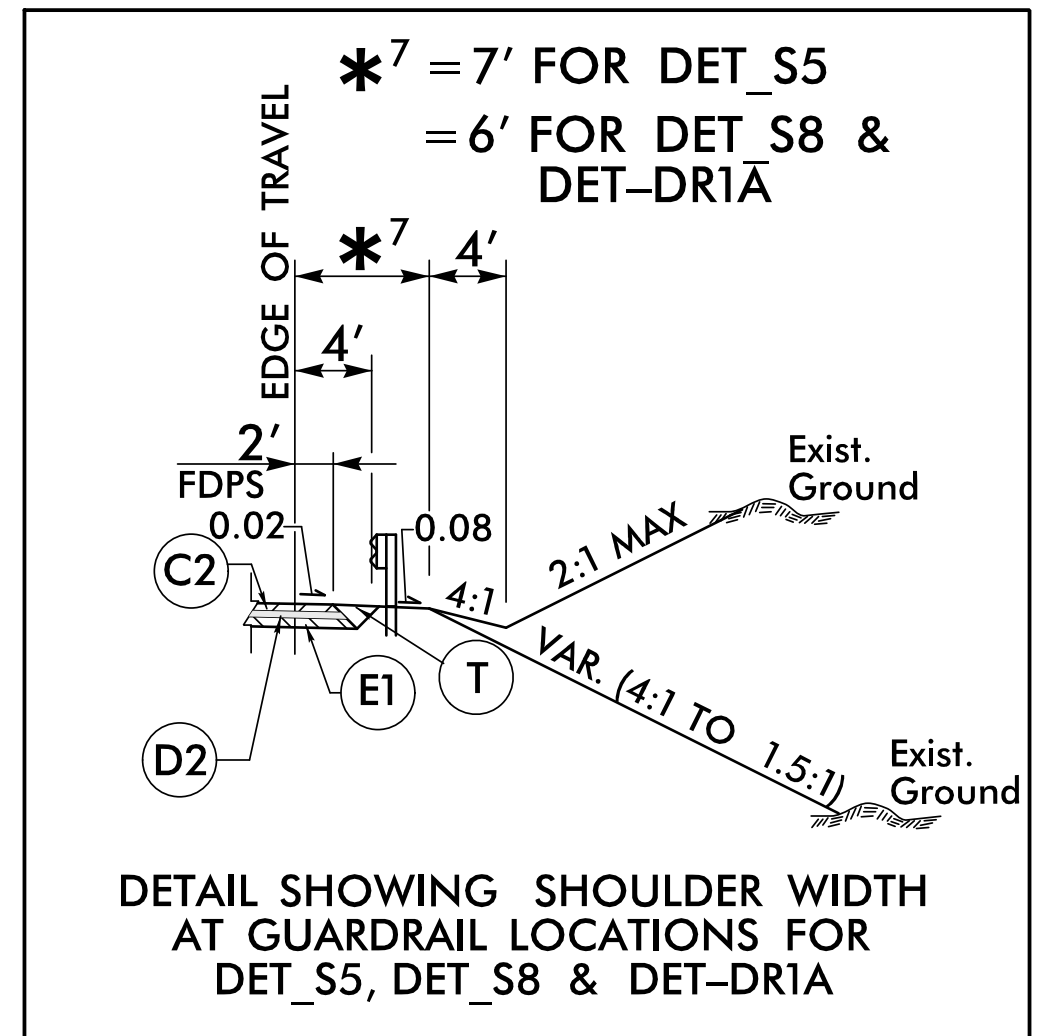 *7 = 7' FOR DET_S5
= 6' FOR DET_S8 &
DET–DR1A
EDGE OF TRAVEL
*7
4'
4'
2'
FDPS
0.02
0.08
C2
4:1
2:1 MAX
Exist.
Ground
E1
T
D2
VAR. (4:1 TO 1.5:1)
Exist.
Ground
DETAIL SHOWING SHOULDER WIDTH
AT GUARDRAIL LOCATIONS FOR
DET_S5, DET_S8 & DET–DR1A